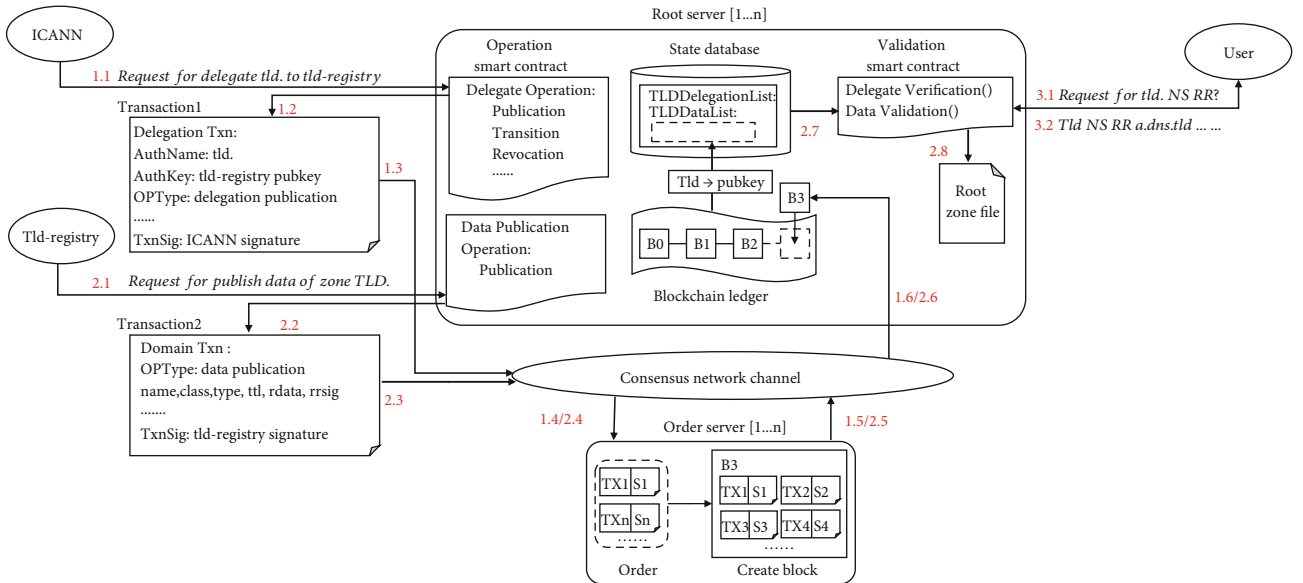 Root server [1...n]
ICANN
1.1 Request for delegate tld. to tld-registry
Operation
smart contract
Delegate Operation:
Publication
Transition
Revocation
......
State database
TLDDelegationList:
TLDDataList:
Validation
smart contract
Delegate Verification()
Data Validation()
User
3.1 Request for tld. NS RR?
3.2 Tld NS RR a.dns.tld ... ...
2.7
2.8
Root
zone file
Transaction1
1.2
Delegation Txn:
AuthName: tld.
AuthKey: tld-registry pubkey
OPType: delegation publication
......
TxnSig: ICANN signature
1.3
Tld → pubkey
B3
B0
B1
B2
Blockchain ledger
1.6/2.6
Tld-registry
2.1 Request for publish data of zone TLD.
Data Publication
Operation:
Publication
Transaction2
2.2
Domain Txn :
OPType: data publication
name,class,type, ttl, rdata, rrsig
.......
TxnSig: tld-registry signature
2.3
Consensus network channel
1.4/2.4
1.5/2.5
Order server [1...n]
TX1 S1
TXn Sn
......
Order
B3
TX1 S1 TX2 S2
TX3 S3 TX4 S4
......
Create block